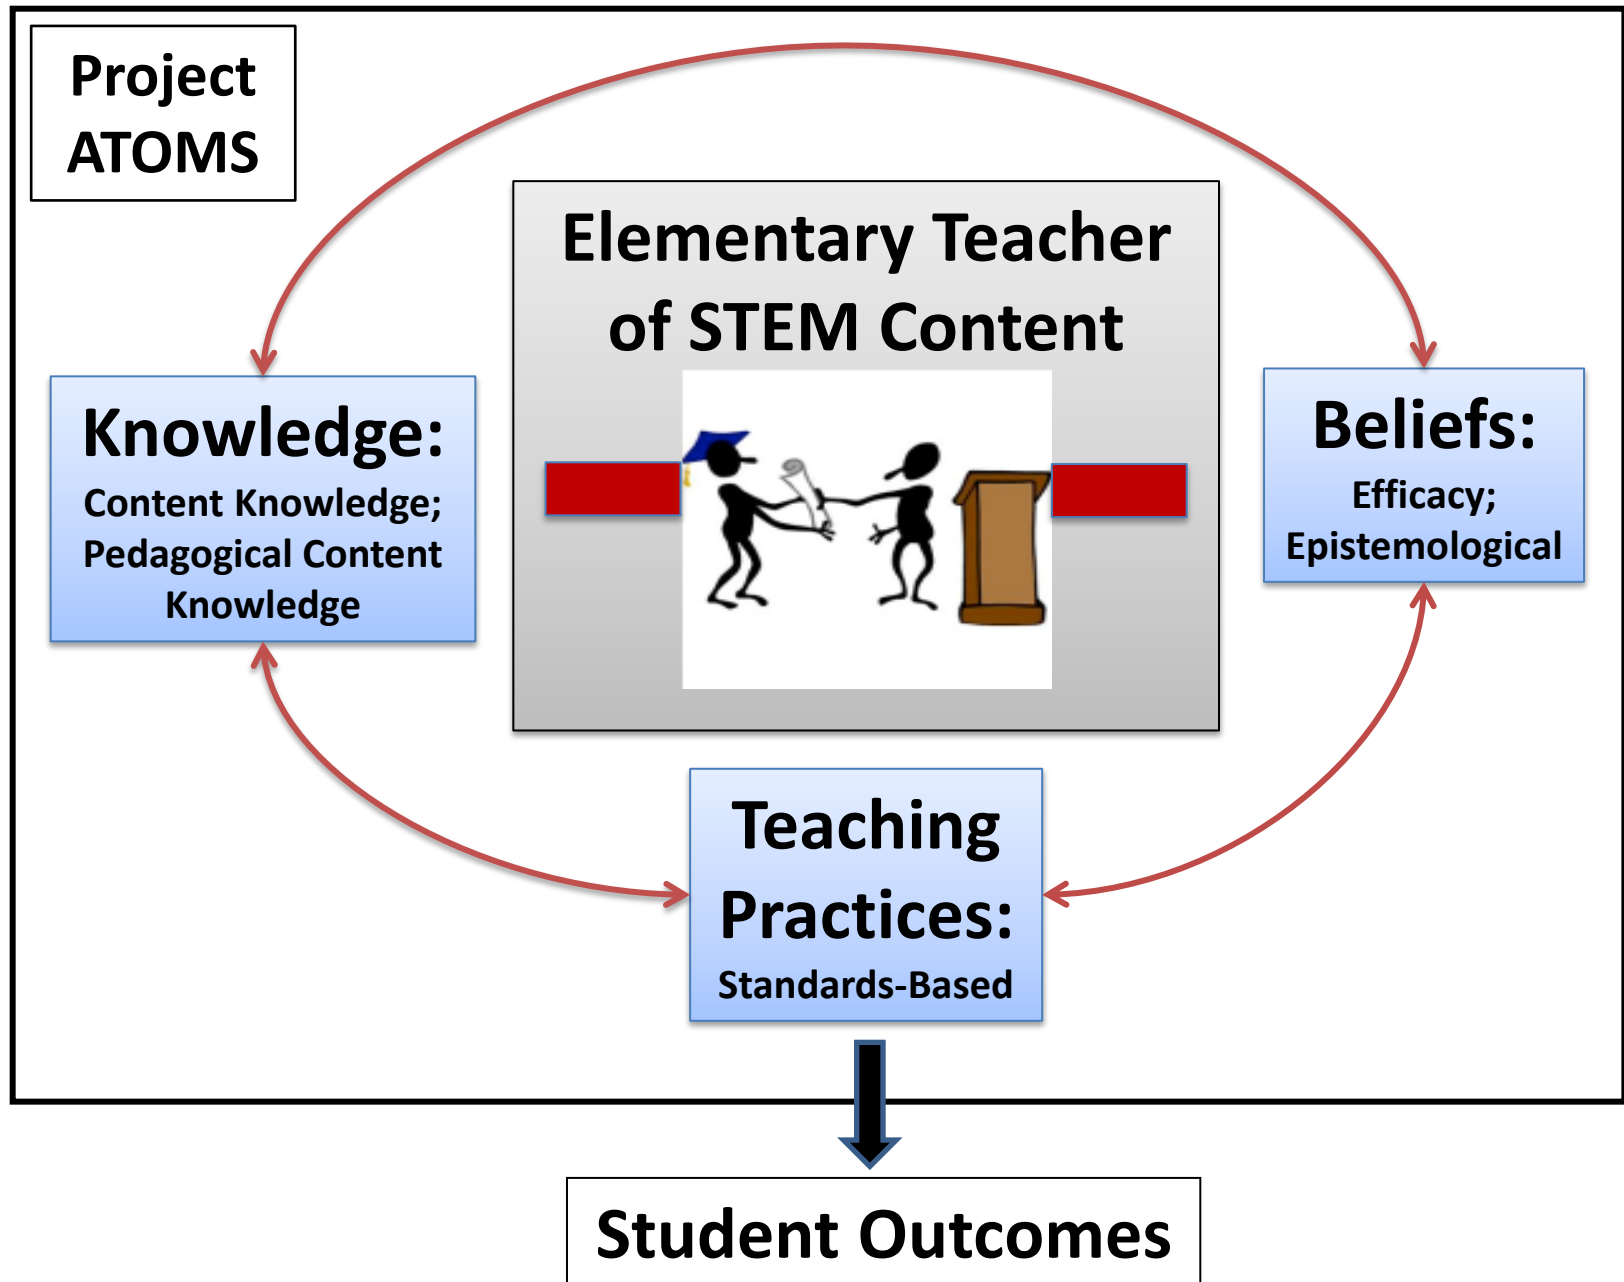 Project
ATOMS
Elementary Teacher
of STEM Content
Knowledge:
Content Knowledge;
Pedagogical Content
Knowledge
Beliefs:
Efficacy;
Epistemological
Teaching
Practices:
Standards-Based
Student Outcomes